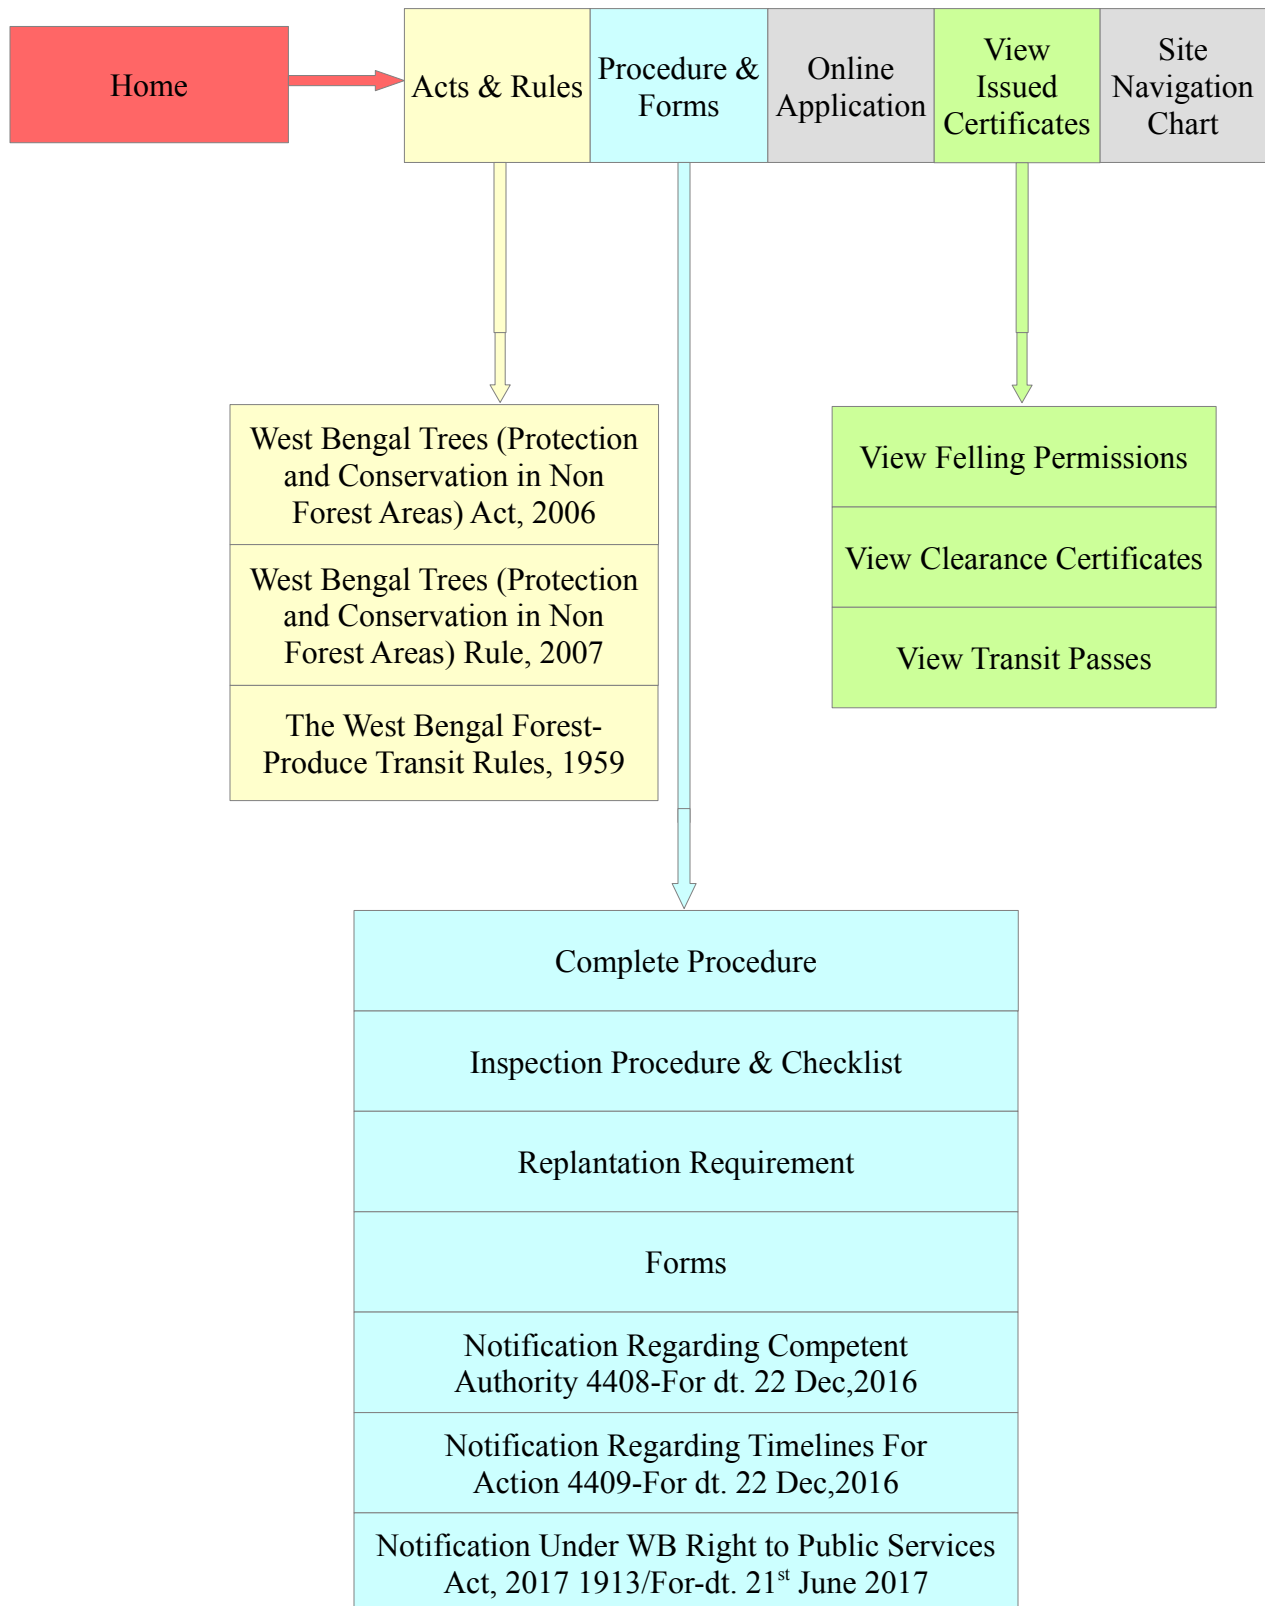 Home
Acts & Rules
Procedure &
Forms
Online
Application
View
Issued
Certificates
Site
Navigation
Chart
West Bengal Trees (Protection
and Conservation in Non
Forest Areas) Act, 2006
West Bengal Trees (Protection
and Conservation in Non
Forest Areas) Rule, 2007
The West Bengal Forest-
Produce Transit Rules, 1959
View Felling Permissions
View Clearance Certificates
View Transit Passes
Complete Procedure
Inspection Procedure & Checklist
Replantation Requirement
Forms
Notification Regarding Competent
Authority 4408-For dt. 22 Dec,2016
Notification Regarding Timelines For
Action 4409-For dt. 22 Dec,2016
Notification Under WB Right to Public Services
Act, 2017 1913/For-dt. 21st June 2017